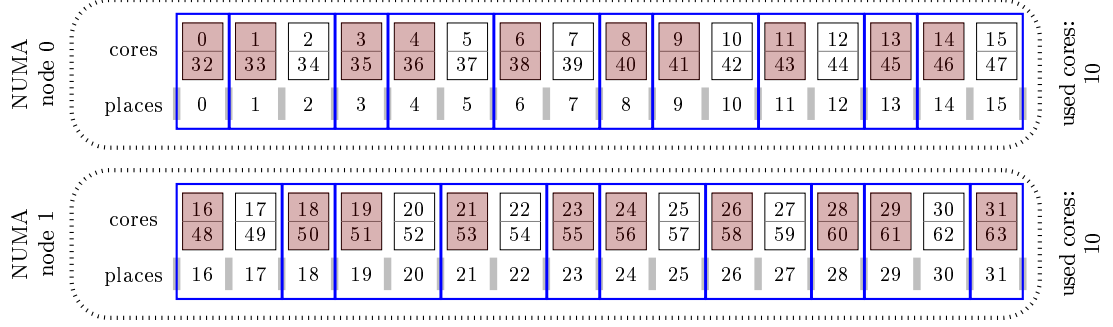 NUMA
node 0
cores
0 1 2 3 4 5 6 7 8 9 10 11 12 13 14 15
32 33 34 35 36 37 38 39 40 41 42 43 44 45 46 47
places 0 1 2 3 4 5 6 7 8 9 10 11 12 13 14 15
used cores:
10
NUMA
node 1
cores
16 17 18 19 20 21 22 23 24 25 26 27 28 29 30 31
48 49 50 51 52 53 54 55 56 57 58 59 60 61 62 63
places 16 17 18 19 20 21 22 23 24 25 26 27 28 29 30 31
used cores:
10